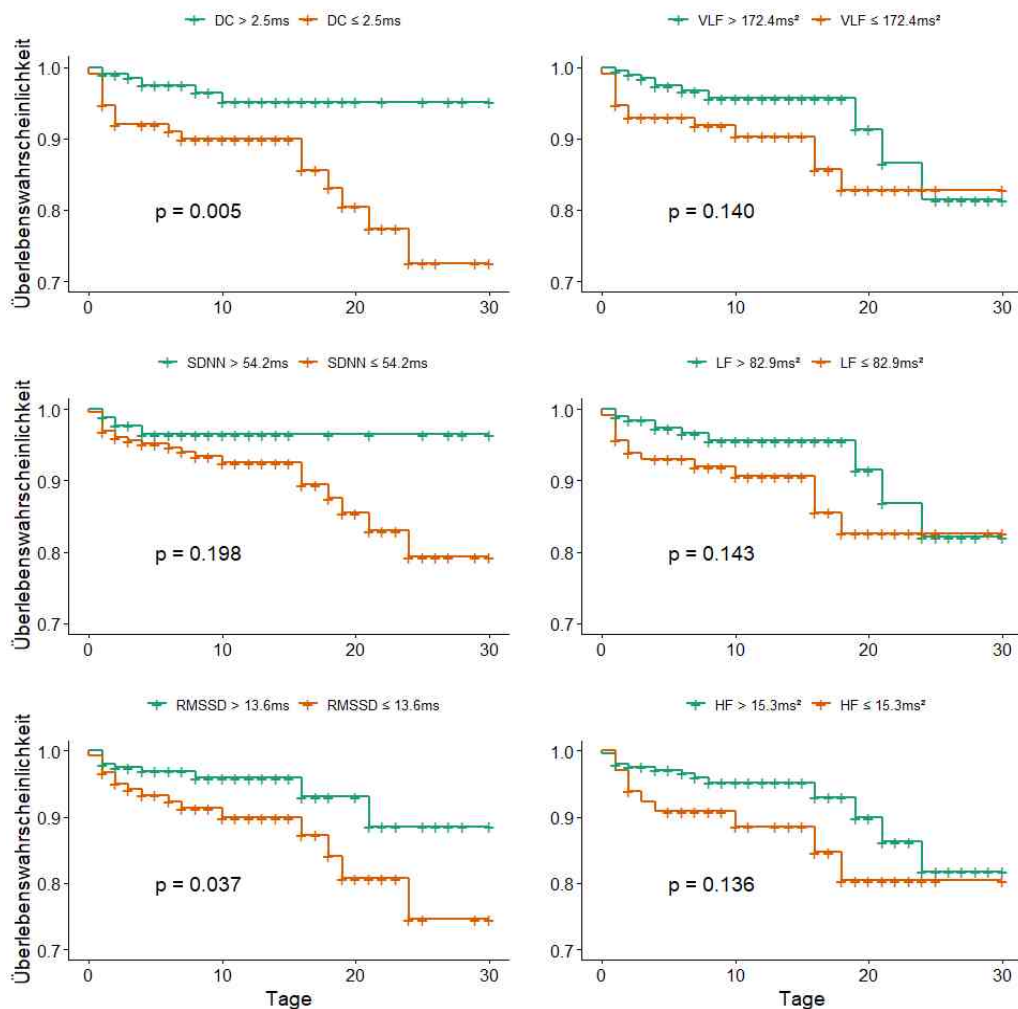 DC > 2.5ms DC ≤ 2.5ms
Überlebenswahrscheinlichkeit
1.0
0.9
0.8
0.7
p = 0.005
0 10 20 30
VLF > 172.4ms² VLF ≤ 172.4ms²
1.0
0.9
0.8
0.7
p = 0.140
0 10 20 30
SDNN > 54.2ms SDNN ≤ 54.2ms
Überlebenswahrscheinlichkeit
1.0
0.9
0.8
0.7
p = 0.198
0 10 20 30
LF > 82.9ms² LF ≤ 82.9ms²
1.0
0.9
0.8
0.7
p = 0.143
0 10 20 30
RMSSD > 13.6ms RMSSD ≤ 13.6ms
Überlebenswahrscheinlichkeit
1.0
0.9
0.8
0.7
p = 0.037
0 10 20 30
Tage
HF > 15.3ms² HF ≤ 15.3ms²
1.0
0.9
0.8
0.7
p = 0.136
0 10 20 30
Tage